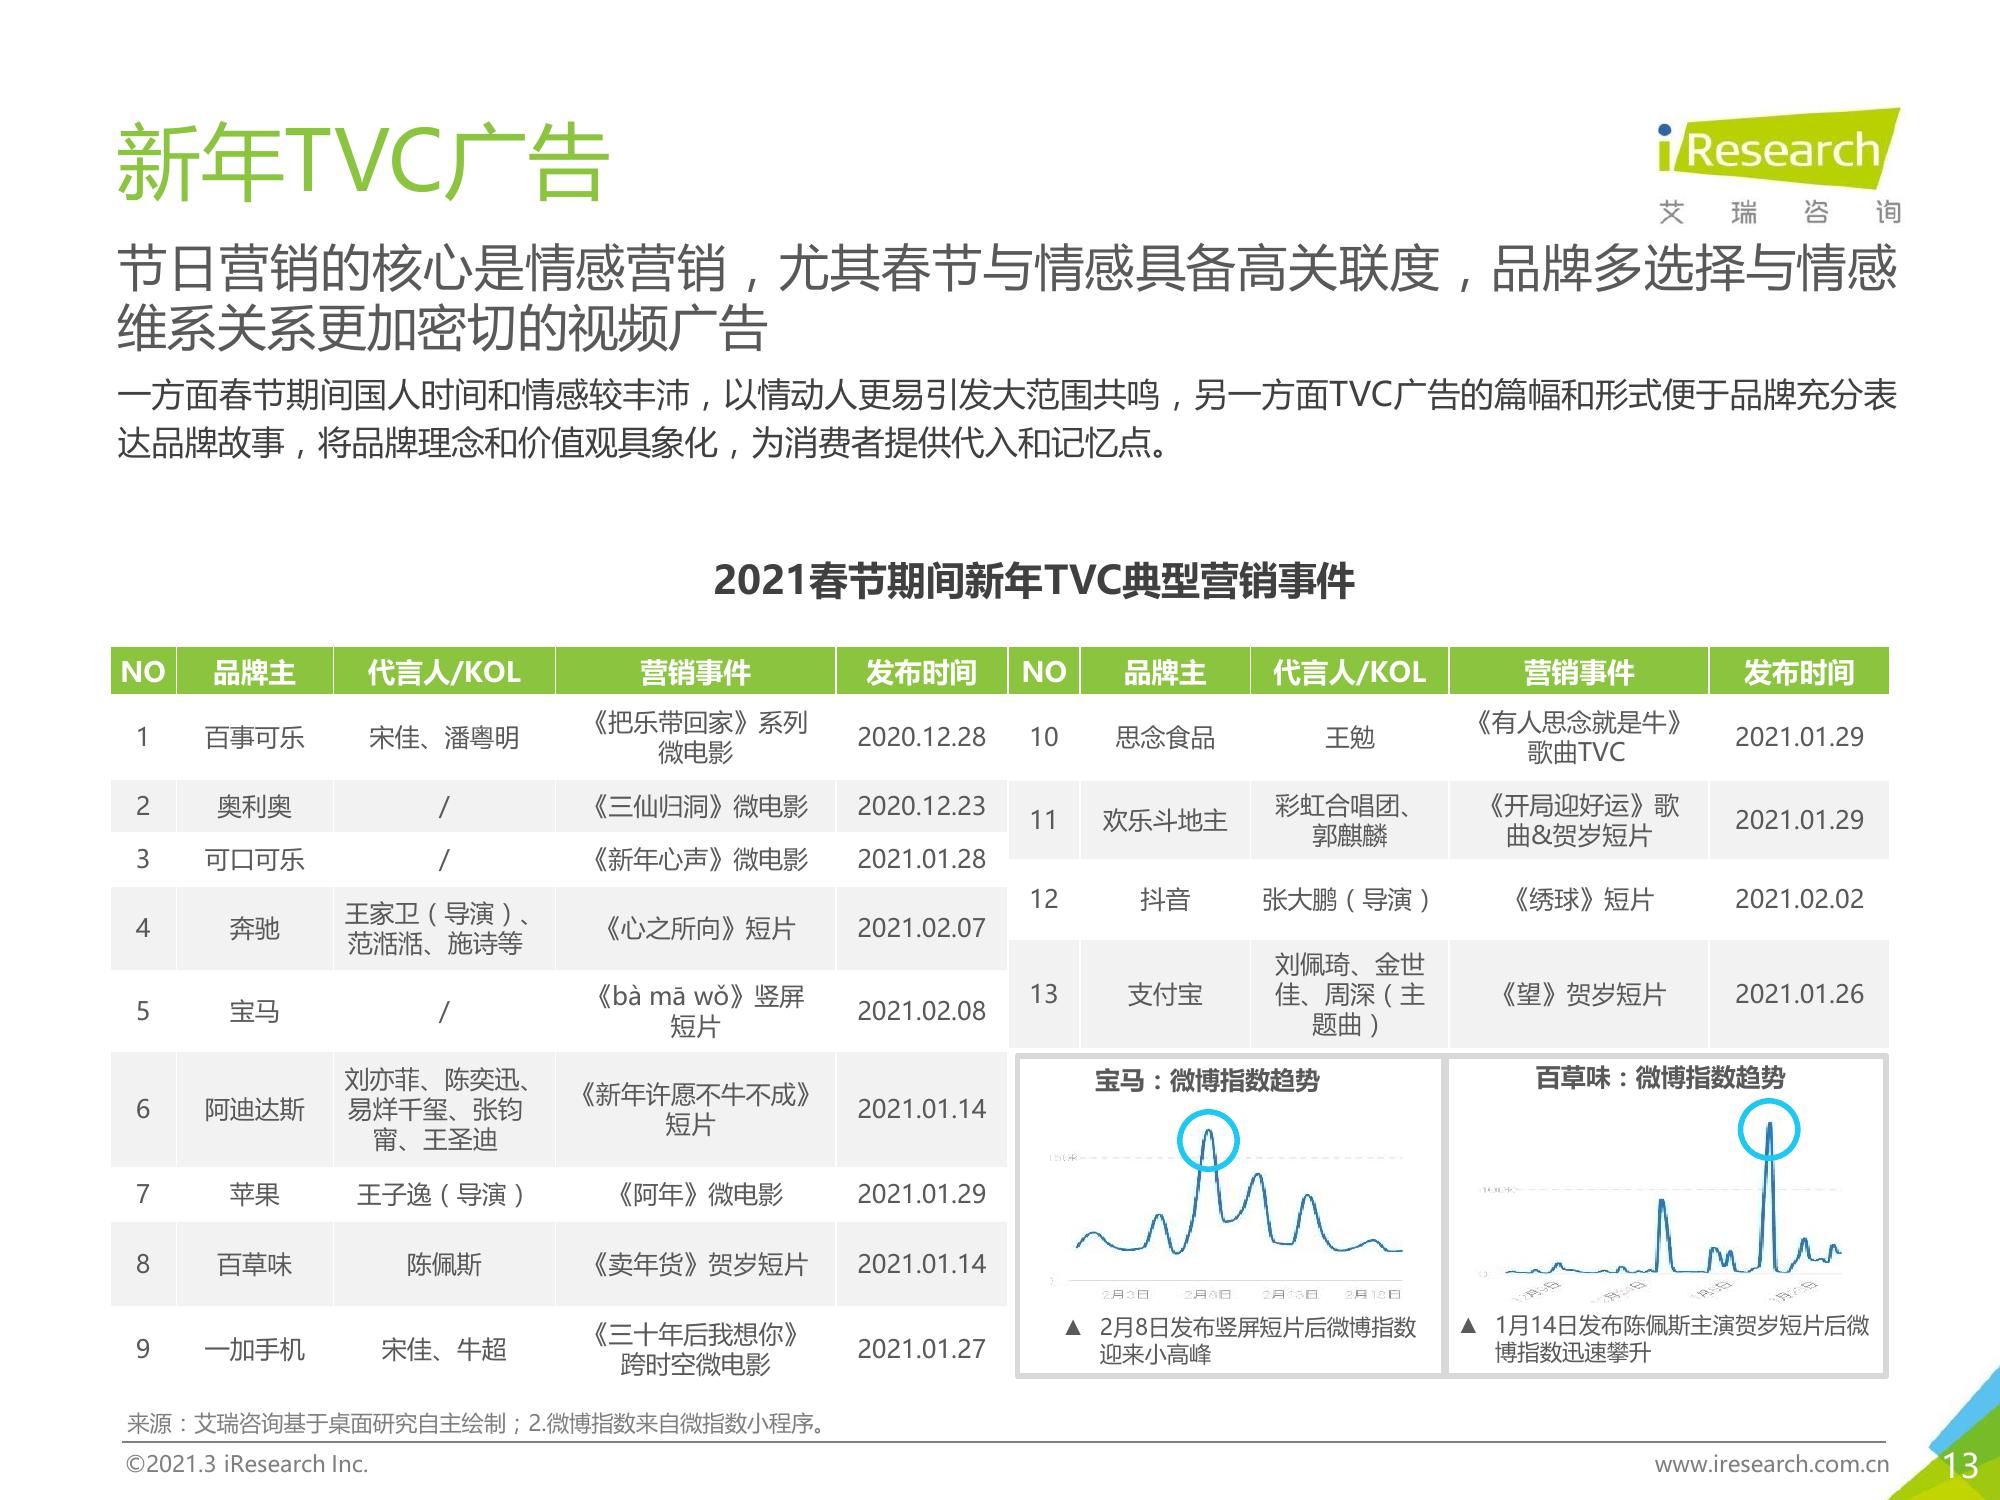 新年TVC广告
iResearch
艾瑞咨询
节日营销的核心是情感营销，尤其春节与情感具备高关联度，品牌多选择与情感
维系关系更加密切的视频广告
一方面春节期间国人时间和情感较丰沛，以情动人更易引发大范围共鸣，另一方面TVC广告的篇幅和形式便于品牌充分表
达品牌故事，将品牌理念和价值观具象化，为消费者提供代入和记忆点。
2021春节期间新年TVC典型营销事件
NO 品牌主 代言人/KOL 营销事件 发布时间
1 百事可乐 宋佳、潘粤明 《把乐带回家》系列
微电影 2020.12.28
2 奥利奥 / 《三仙归洞》微电影 2020.12.23
3 可口可乐 / 《新年心声》微电影 2021.01.28
4 奔驰 王家卫（导演）、
范湉湉、施诗等 《心之所向》短片 2021.02.07
5 宝马 / 《bà mā wǒ》竖屏
短片 2021.02.08
6 阿迪达斯 刘亦菲、陈奕迅、
易烊千玺、张钧
甯、王圣迪 《新年许愿不牛不成》
短片 2021.01.14
7 苹果 王子逸（导演） 《阿年》微电影 2021.01.29
8 百草味 陈佩斯 《卖年货》贺岁短片 2021.01.14
9 一加手机 宋佳、牛超 《三十年后我想你》
跨时空微电影 2021.01.27
NO 品牌主 代言人/KOL 营销事件 发布时间
10 思念食品 王勉 《有人思念就是牛》
歌曲TVC 2021.01.29
11 欢乐斗地主 彩虹合唱团、
郭麒麟 《开局迎好运》歌
曲&贺岁短片 2021.01.29
12 抖音 张大鹏（导演） 《绣球》短片 2021.02.02
13 支付宝 刘佩琦、金世
佳、周深（主
题曲） 《望》贺岁短片 2021.01.26
宝马：微博指数趋势
2月3日 2月8日 2月13日 2月18日
▲ 2月8日发布竖屏短片后微博指数
迎来小高峰
百草味：微博指数趋势
▲ 1月14日发布陈佩斯主演贺岁短片后微
博指数迅速攀升
来源：艾瑞咨询基于桌面研究自主绘制；2.微博指数来自微指数小程序。
©2021.3 iResearch Inc.
www.iresearch.com.cn
13